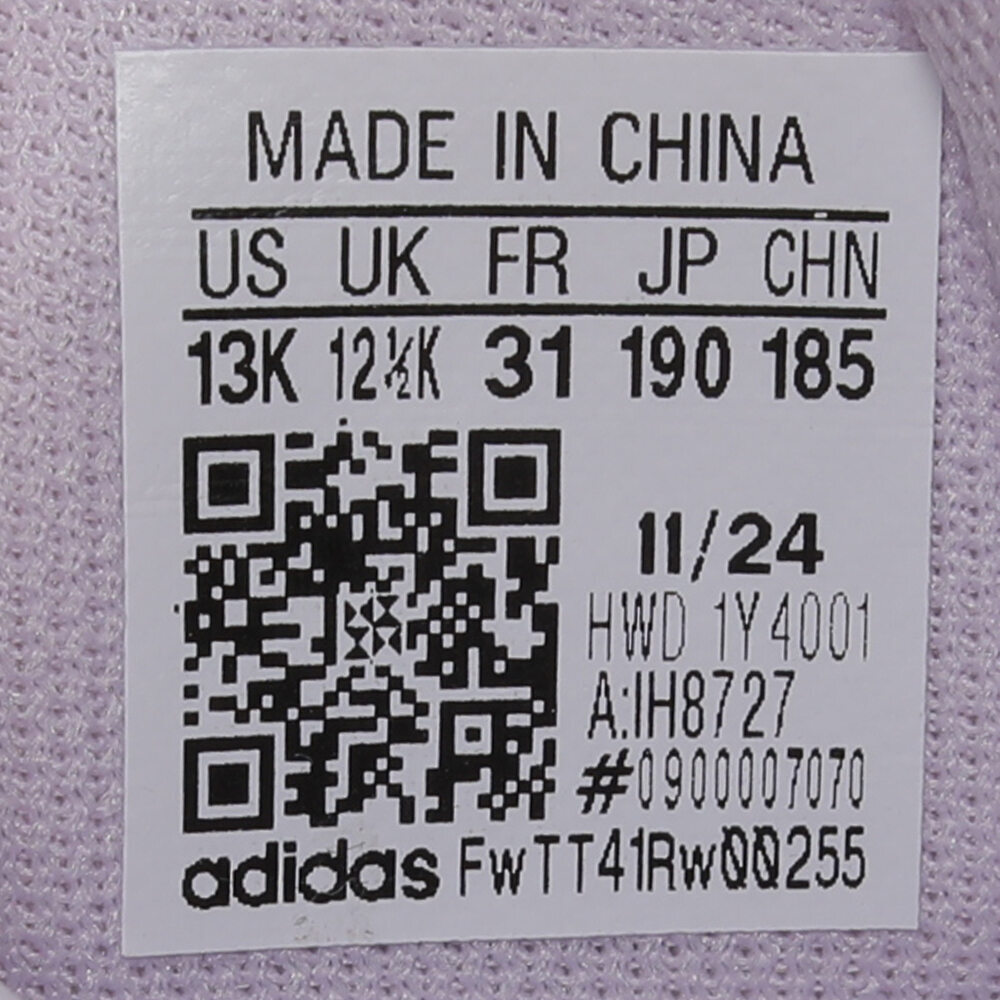 MADE IN CHINA
US UK FR JP CHN
13K 12½K 31 190 185
11/24
HWD 1Y4001
A:IH8727
#0900007070
adidas FwTT41Rw00255